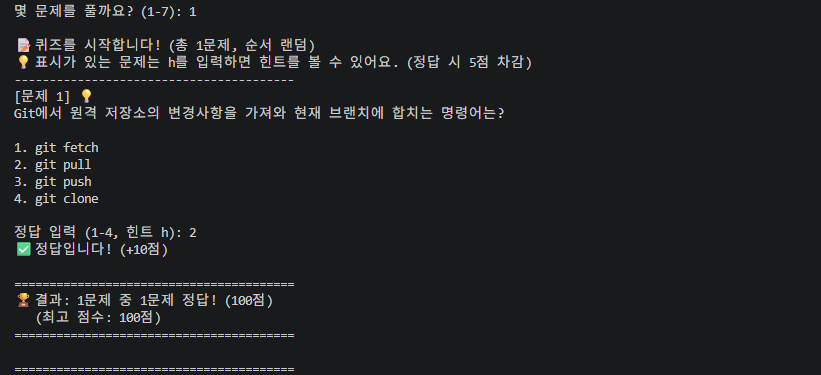 몇 문제를 풀까요? (1-7): 1
📝 퀴즈를 시작합니다! (총 1문제, 순서 랜덤)
💡 표시가 있는 문제는 h를 입력하면 힌트를 볼 수 있어요. (정답 시 5점 차감)
----------------------------------------
[문제 1] 💡
Git에서 원격 저장소의 변경사항을 가져와 현재 브랜치에 합치는 명령어는?
1. git fetch
2. git pull
3. git push
4. git clone
정답 입력 (1-4, 힌트 h): 2
✅ 정답입니다! (+10점)
========================================
🏆 결과: 1문제 중 1문제 정답! (100점)
(최고 점수: 100점)
========================================
========================================